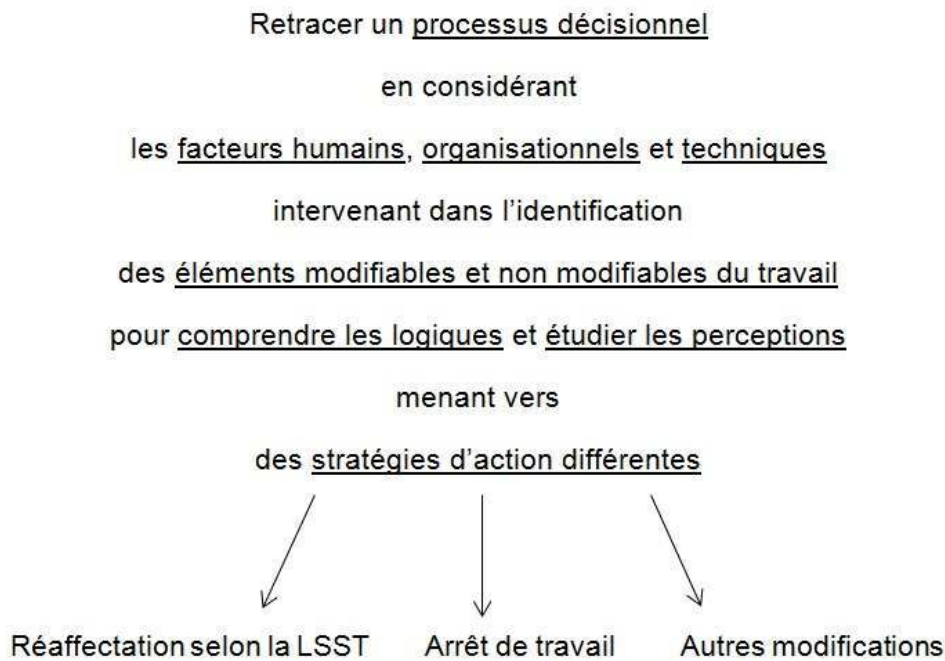 Retracer un processus décisionnel
en considérant
les facteurs humains, organisationnels et techniques
intervenant dans l'identification
des éléments modifiables et non modifiables du travail
pour comprendre les logiques et étudier les perceptions
menant vers
des stratégies d'action différentes
Réaffectation selon la LSST Arrêt de travail Autres modifications